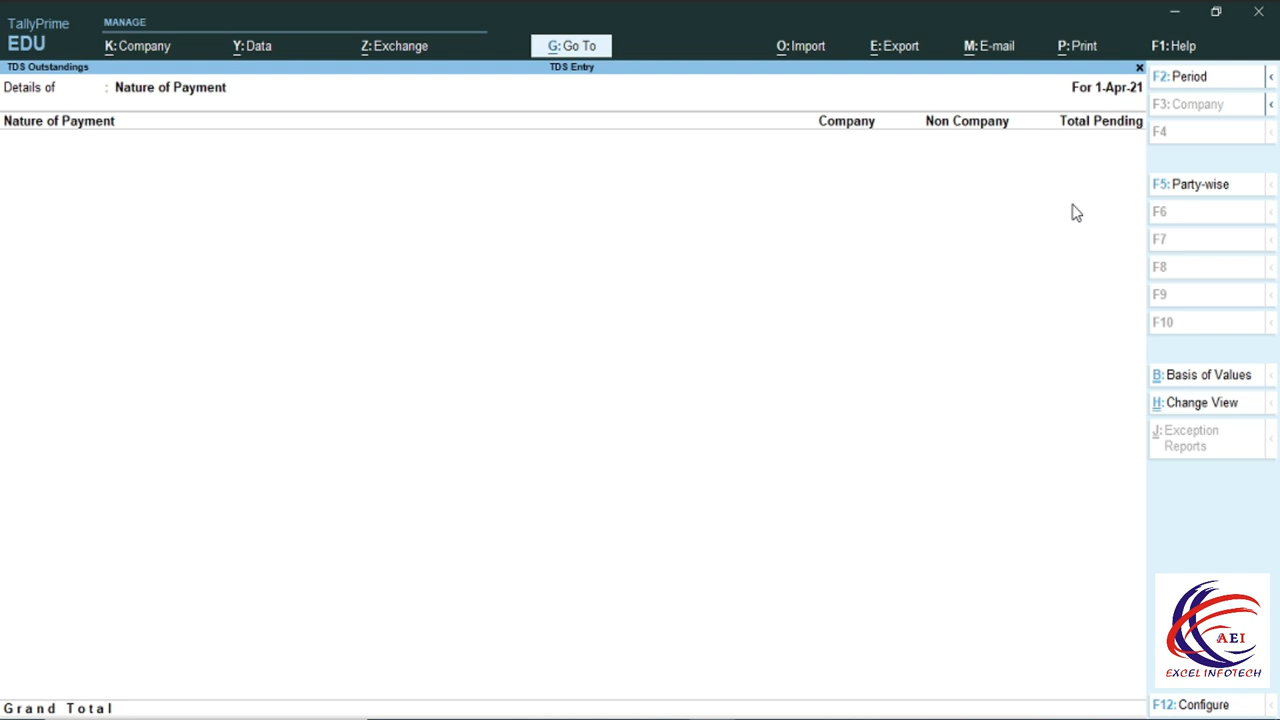 TallyPrime
EDU
MANAGE
K: Company
Y: Data
Z: Exchange
G: Go To
O: Import
E: Export
M: E-mail
P: Print
F1: Help
TDS Outstandings
TDS Entry
Details of : Nature of Payment
For 1-Apr-21
Nature of Payment
Company
Non Company
Total Pending
F2: Period
F3: Company
F4
F5: Party-wise
F6
F7
F8
F9
F10
B: Basis of Values
H: Change View
J: Exception
Reports
AEI
EXCEL INFOTECH
Grand Total
F12: Configure